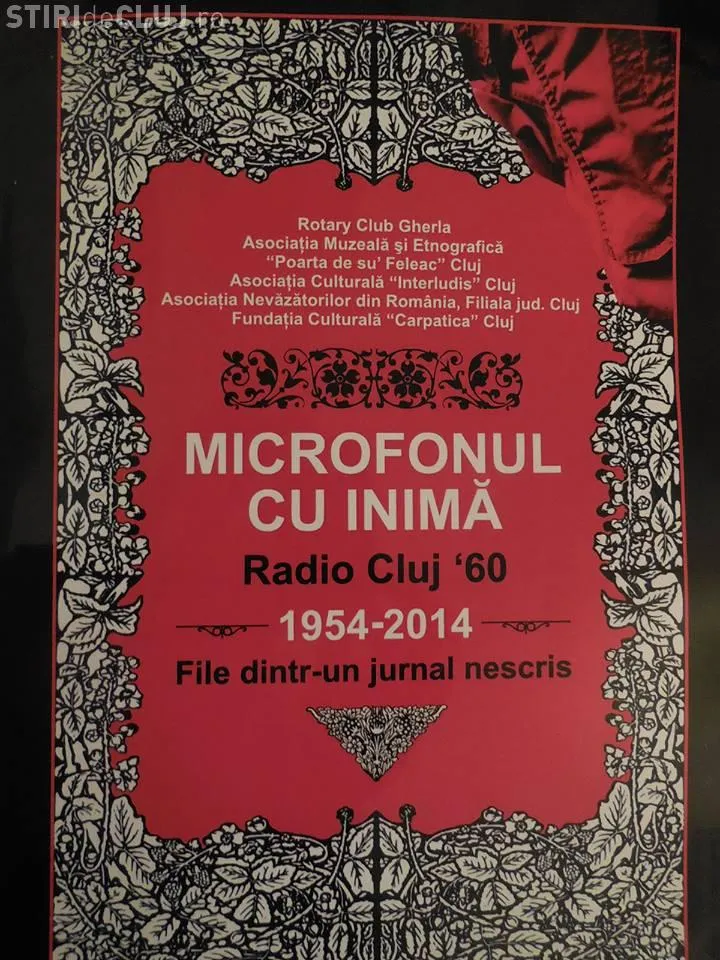 STIRIdeCLUJ.ro
Rotary Club Gherla
Asociația Muzeală şi Etnografică
“Poarta de su’ Feleac” Cluj
Asociația Culturală “Interludis” Cluj
Asociația Nevăzătorilor din România, Filiala jud. Cluj
Fundația Culturală “Carpatica” Cluj
MICROFONUL
CU INIMĂ
Radio Cluj ‘60
1954-2014
File dintr-un jurnal nescris